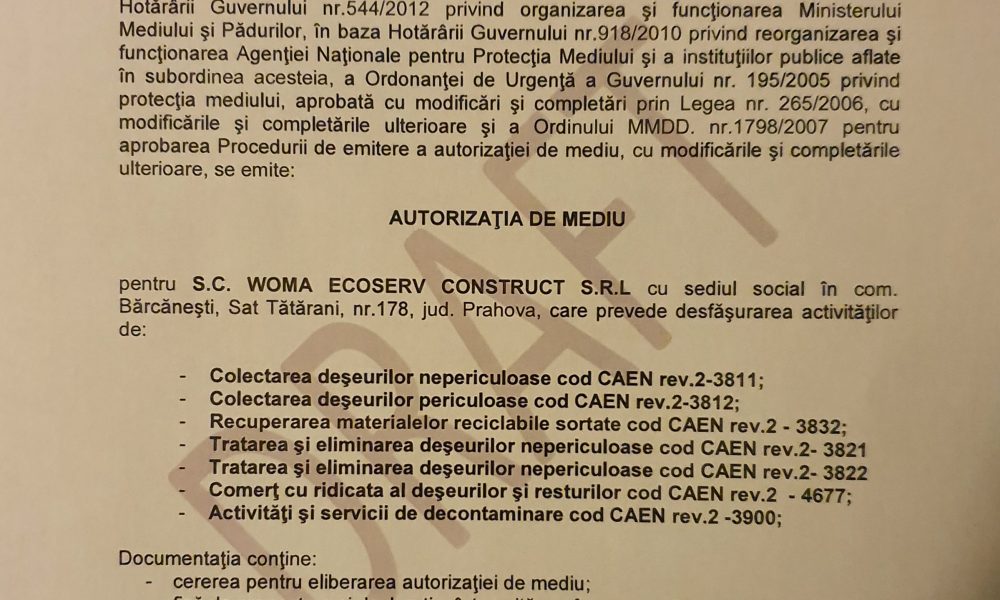 Hotărârii Guvernului nr.544/2012 privind organizarea şi funcţionarea Ministerului
Mediului şi Pădurilor, în baza Hotărârii Guvernului nr.918/2010 privind reorganizarea şi
funcţionarea Agenţiei Naţionale pentru Protecţia Mediului şi a instituţiilor publice aflate
în subordinea acesteia, a Ordonanţei de Urgenţă a Guvernului nr. 195/2005 privind
protecţia mediului, aprobată cu modificări şi completări prin Legea nr. 265/2006, cu
modificările şi completările ulterioare şi a Ordinului MMDD. nr.1798/2007 pentru
aprobarea Procedurii de emitere a autorizaţiei de mediu, cu modificările şi completările
ulterioare, se emite:
AUTORIZAŢIA DE MEDIU
pentru S.C. WOMA ECOSERV CONSTRUCT S.R.L cu sediul social în com.
Bărcăneşti, Sat Tătărani, nr.178, jud. Prahova, care prevede desfăşurarea activităţilor
de:
- Colectarea deşeurilor nepericuloase cod CAEN rev.2-3811;
- Colectarea deşeurilor periculoase cod CAEN rev.2-3812;
- Recuperarea materialelor reciclabile sortate cod CAEN rev.2 - 3832;
- Tratarea şi eliminarea deşeurilor nepericuloase cod CAEN rev.2- 3821
- Tratarea şi eliminarea deşeurilor nepericuloase cod CAEN rev.2- 3822
- Comerţ cu ridicata al deşeurilor şi resturilor cod CAEN rev.2 - 4677;
- Activităţi şi servicii de decontaminare cod CAEN rev.2 -3900;
Documentaţia conţine:
- cererea pentru eliberarea autorizaţiei de mediu;
DRAFT